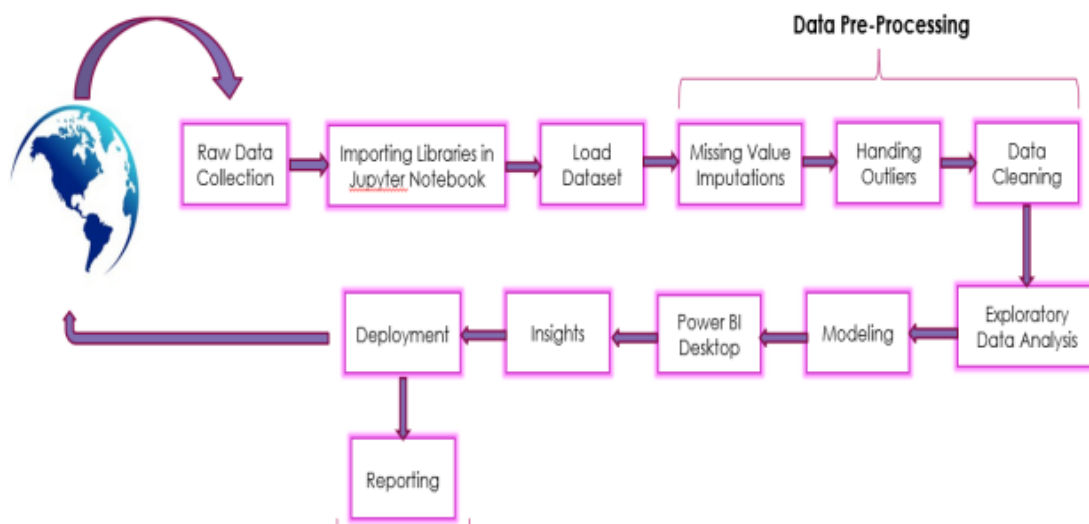 Data Pre-Processing
Raw Data
Collection
Importing Libraries in
Jupyter Notebook
Load
Dataset
Missing Value
Imputations
Handing
Outliers
Data
Cleaning
Exploratory
Data Analysis
Modeling
Power BI
Desktop
Insights
Deployment
Reporting